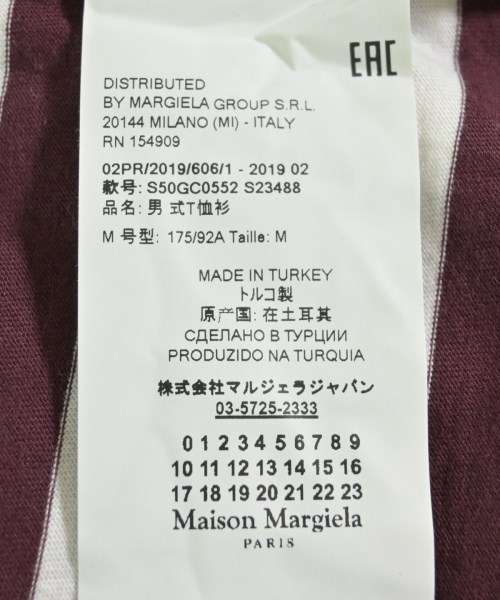 EAC
DISTRIBUTED
BY MARGIELA GROUP S.R.L.
20144 MILANO (MI) - ITALY
RN 154909
02PR/2019/606/1 - 2019 02
款号: S50GC0552 S23488
品名: 男 式T恤衫
M 号型: 175/92A Taille: M
MADE IN TURKEY
トルコ製
原产国: 在土耳其
СДЕЛАНО В ТУРЦИИ
PRODUZIDO NA TURQUIA
株式会社マルジェラジャパン
03-5725-2333
0 1 2 3 4 5 6 7 8 9
10 11 12 13 14 15 16
17 18 19 20 21 22 23
Maison Margiela
PARIS